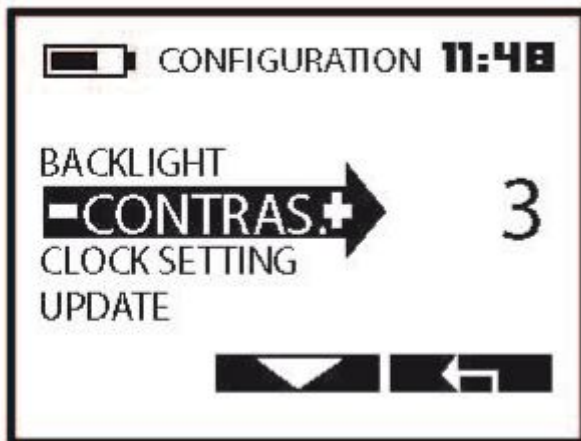 CONFIGURATION 11:48
BACKLIGHT
-CONTRAS.+
3
CLOCK SETTING
UPDATE